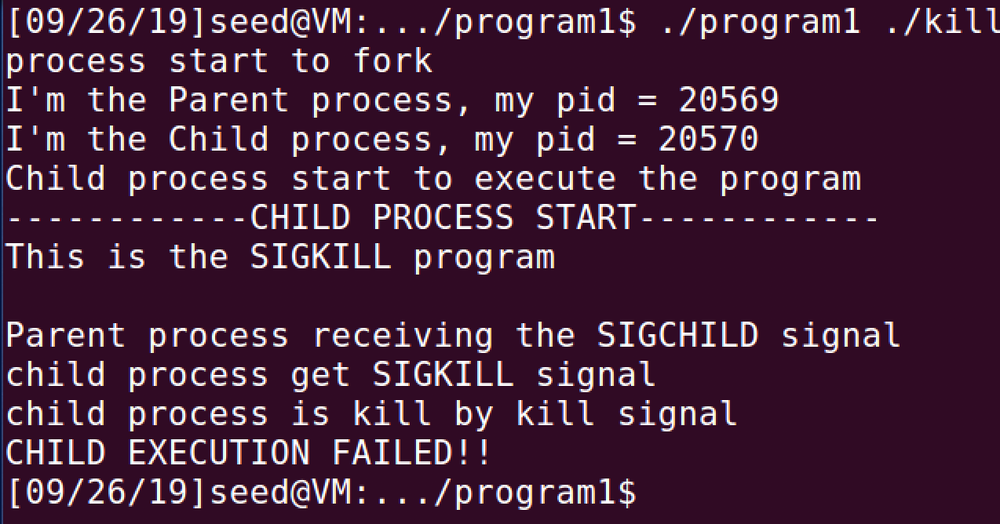 [09/26/19]seed@VM:.../program1$ ./program1 ./kill
process start to fork
I'm the Parent process, my pid = 20569
I'm the Child process, my pid = 20570
Child process start to execute the program
------------CHILD PROCESS START------------
This is the SIGKILL program
Parent process receiving the SIGCHILD signal
child process get SIGKILL signal
child process is kill by kill signal
CHILD EXECUTION FAILED!!
[09/26/19]seed@VM:.../program1$